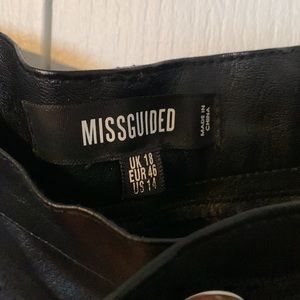 MISSGUIDED
MADE IN
CHINA
UK 18
EUR 46
US 14